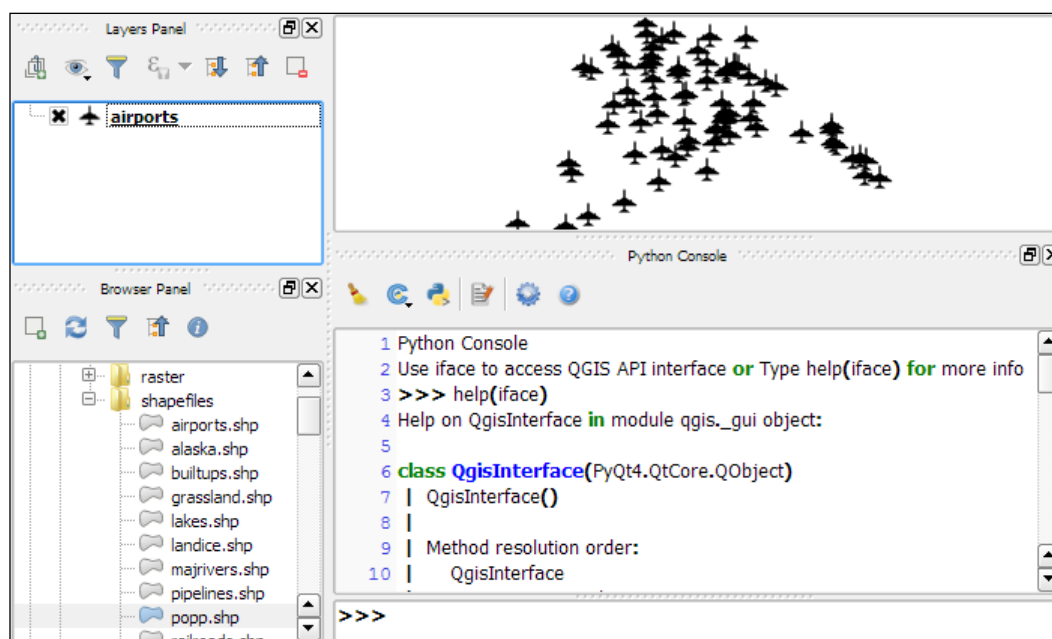 Layers Panel
airports
Browser Panel
raster
shapefiles
airports.shp
alaska.shp
builtups.shp
grassland.shp
lakes.shp
landice.shp
majrivers.shp
pipelines.shp
popp.shp
Python Console
1 Python Console
2 Use iface to access QGIS API interface or Type help(iface) for more info
3 >>> help(iface)
4 Help on QgisInterface in module qgis._gui object:
5
6 class QgisInterface(PyQt4.QtCore.QObject)
7 | QgisInterface()
8 |
9 | Method resolution order:
10 | QgisInterface
>>>